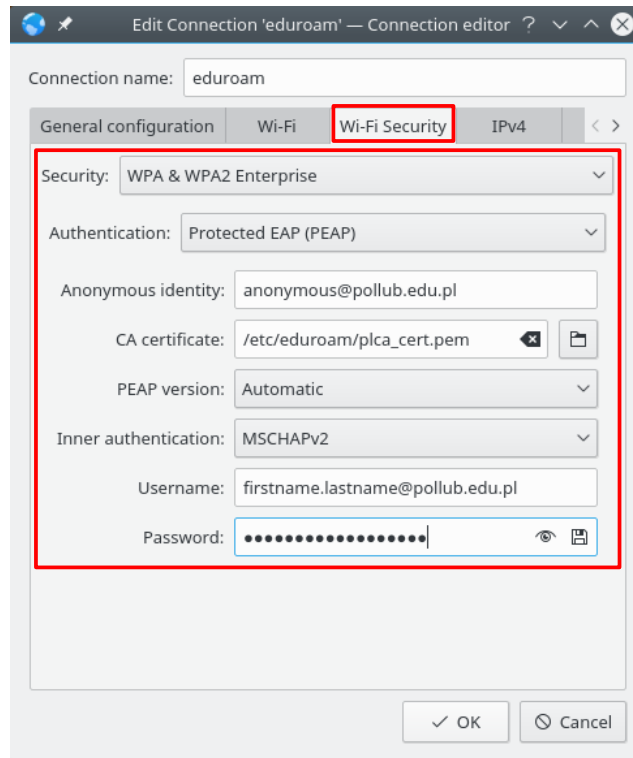 Edit Connection 'eduroam' — Connection editor ?
Connection name: eduroam
General configuration Wi-Fi Wi-Fi Security IPv4 < >
Security: WPA & WPA2 Enterprise
Authentication: Protected EAP (PEAP)
Anonymous identity: anonymous@pollub.edu.pl
CA certificate: /etc/eduroam/plca_cert.pem
PEAP version: Automatic
Inner authentication: MSCHAPv2
Username: firstname.lastname@pollub.edu.pl
Password: ●●●●●●●●●●●●●●●●●●
OK Cancel